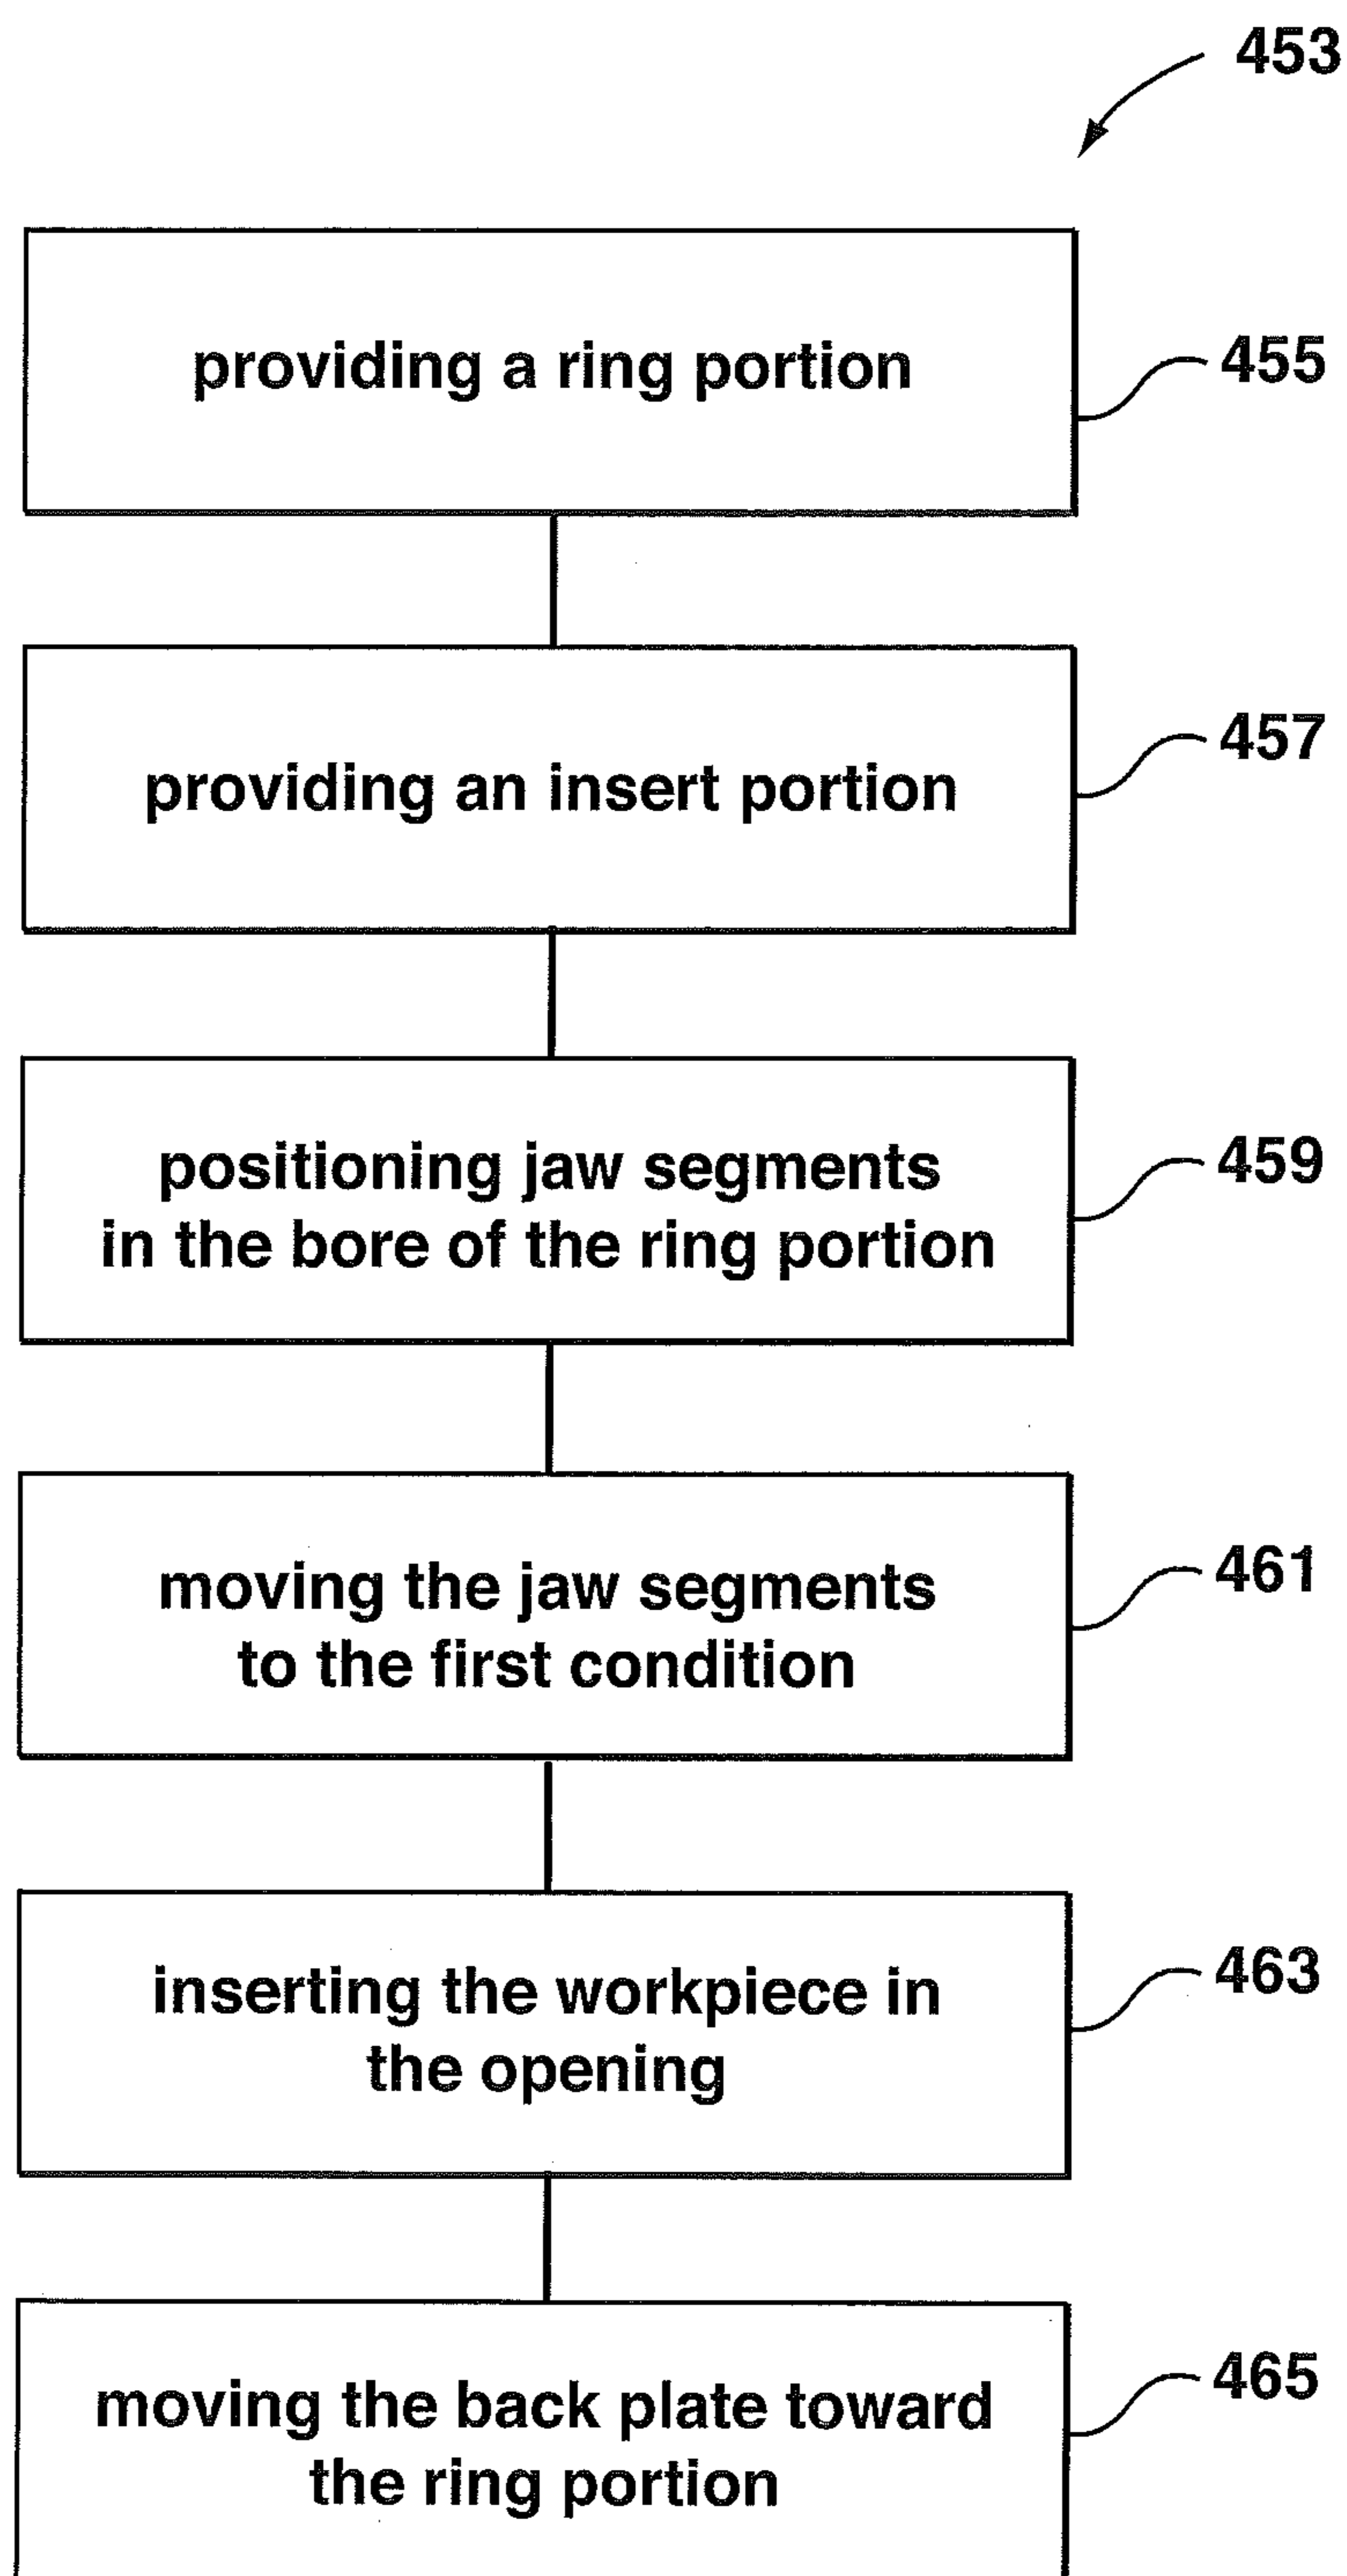 453
providing a ring portion
455
providing an insert portion
457
positioning jaw segments
in the bore of the ring portion
459
moving the jaw segments
to the first condition
461
inserting the workpiece in
the opening
463
moving the back plate toward
the ring portion
465